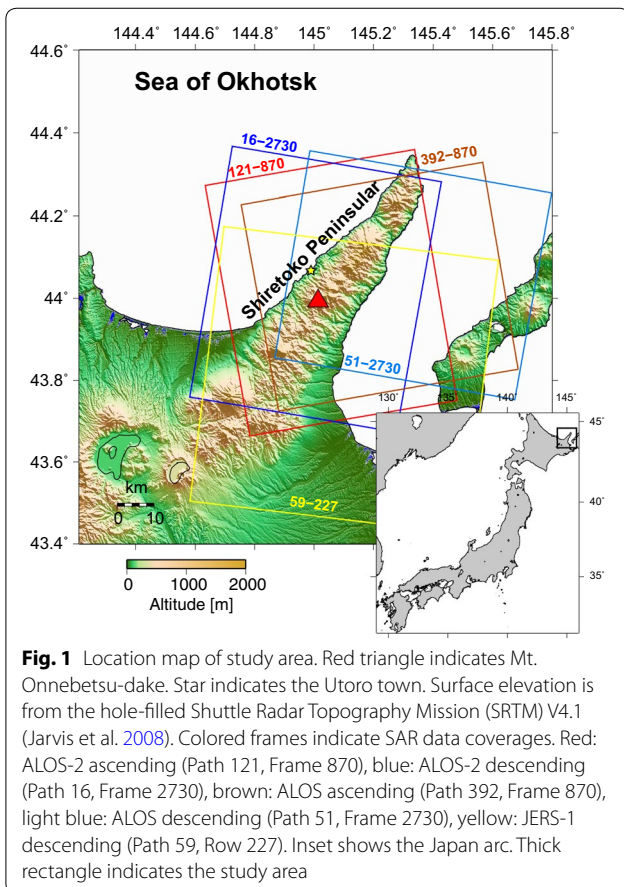 144.4˚ 144.6˚ 144.8˚ 145˚ 145.2˚ 145.4˚ 145.6˚ 145.8˚
44.6˚
Sea of Okhotsk
44.4˚
16−2730
121−870
392−870
44.2˚
Shiretoko Peninsular
44˚
51−2730
43.8˚
130˚ 135˚ 140˚ 145˚
45˚
43.6˚
km
0 10
59−227
40˚
43.4˚
35˚
0 1000 2000
Altitude [m]
Fig. 1 Location map of study area. Red triangle indicates Mt.
Onnebetsu-dake. Star indicates the Utoro town. Surface elevation is
from the hole-filled Shuttle Radar Topography Mission (SRTM) V4.1
(Jarvis et al. 2008). Colored frames indicate SAR data coverages. Red:
ALOS-2 ascending (Path 121, Frame 870), blue: ALOS-2 descending
(Path 16, Frame 2730), brown: ALOS ascending (Path 392, Frame 870),
light blue: ALOS descending (Path 51, Frame 2730), yellow: JERS-1
descending (Path 59, Row 227). Inset shows the Japan arc. Thick
rectangle indicates the study area